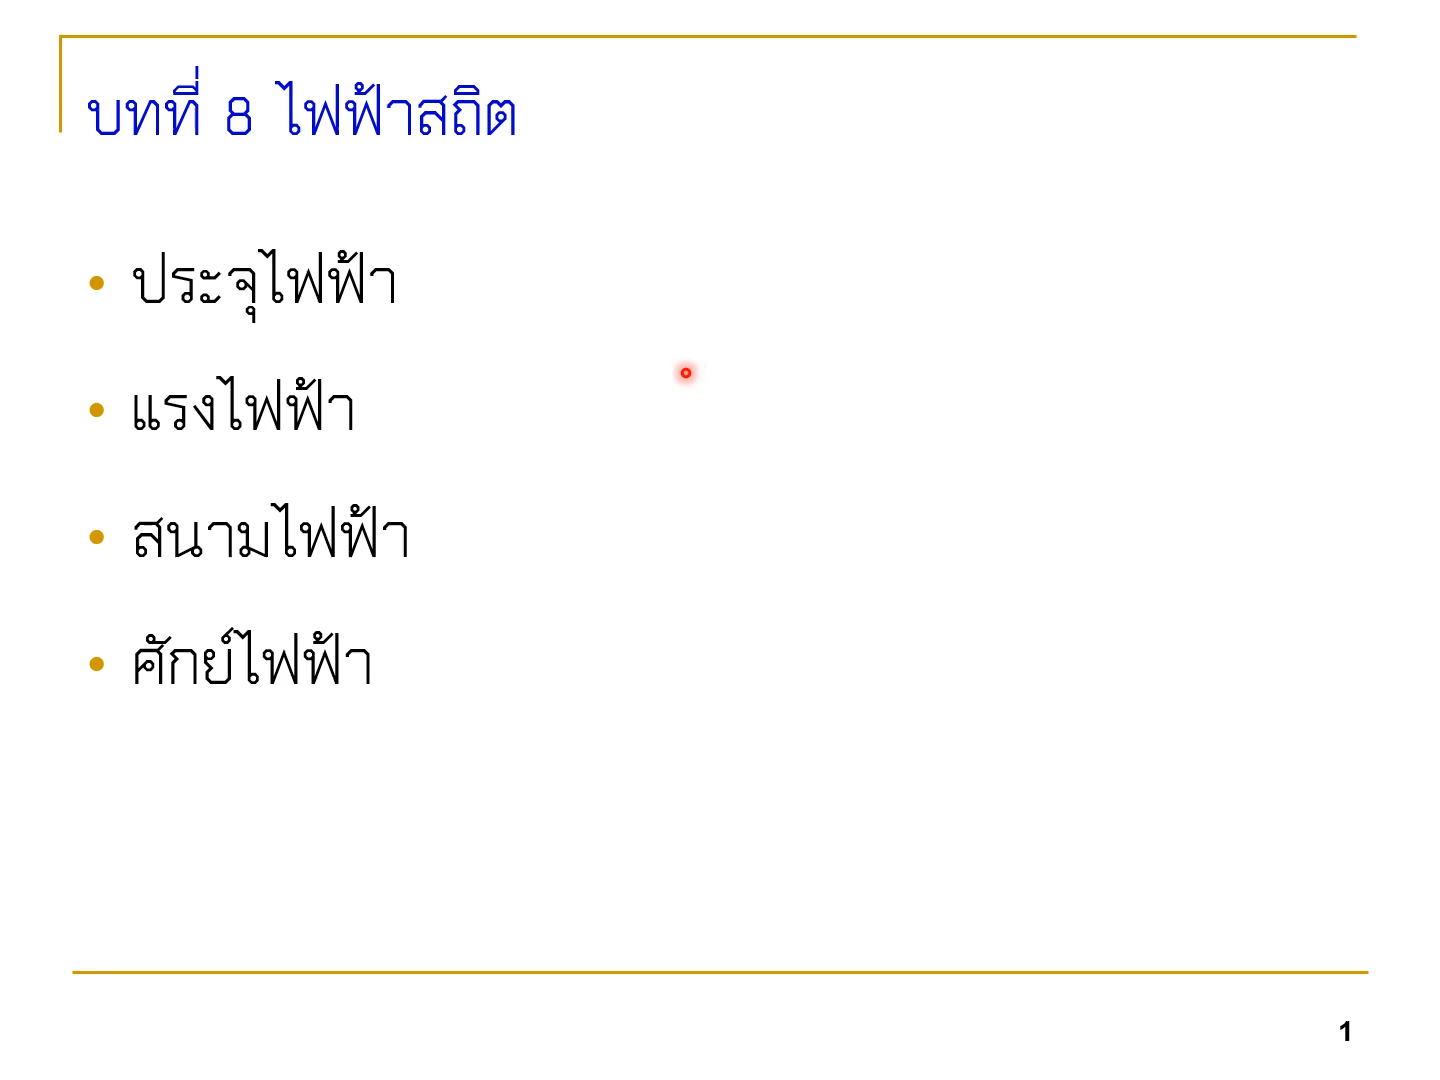 บทที่ 8 ไฟฟ้าสถิต
• ประจุไฟฟ้า
• แรงไฟฟ้า
• สนามไฟฟ้า
• ศักย์ไฟฟ้า
1